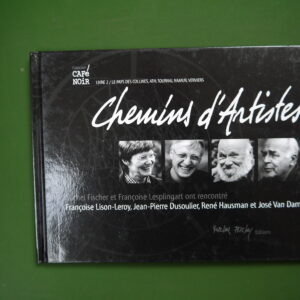 CAFÉ
NOIR
LIVRE 2 / LE PAYS DES COLLINES, ATH, TOURNAI, NAMUR, VERVIERS
Chemins d'Artistes
Fischer et Françoise Lesplingart ont rencontré
Françoise Lison-Leroy, Jean-Pierre Dusoulier, René Hausman et José Van Dam
Editions